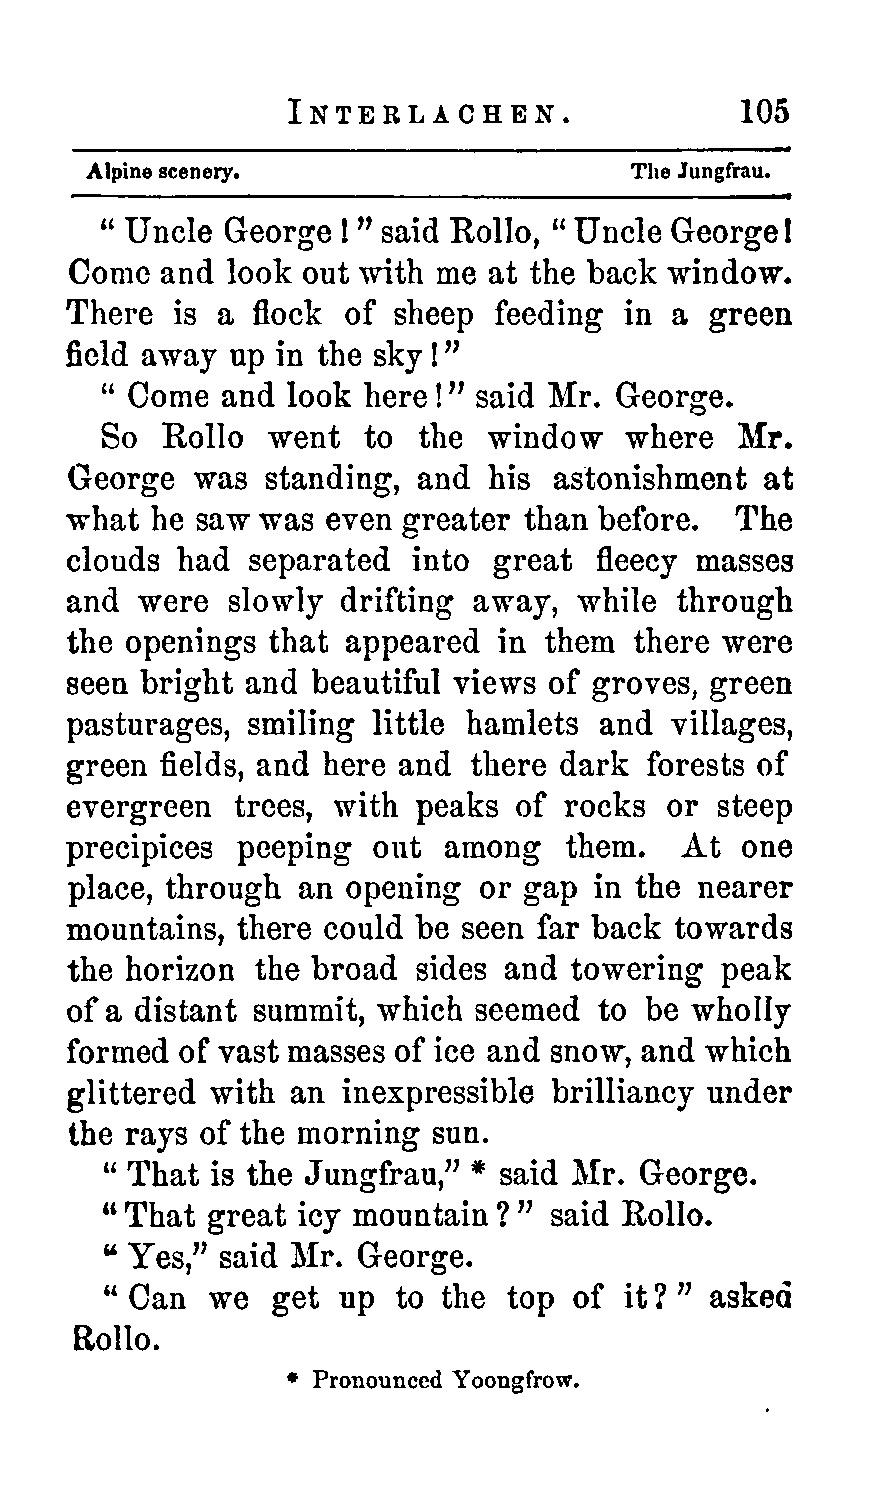 INTERLACHEN. 105
Alpine scenery. The Jungfrau.
“ Uncle George ! ” said Rollo, “ Uncle George !
Come and look out with me at the back window.
There is a flock of sheep feeding in a green
field away up in the sky ! ”
“ Come and look here ! ” said Mr. George.
So Rollo went to the window where Mr.
George was standing, and his astonishment at
what he saw was even greater than before. The
clouds had separated into great fleecy masses
and were slowly drifting away, while through
the openings that appeared in them there were
seen bright and beautiful views of groves, green
pasturages, smiling little hamlets and villages,
green fields, and here and there dark forests of
evergreen trees, with peaks of rocks or steep
precipices peeping out among them. At one
place, through an opening or gap in the nearer
mountains, there could be seen far back towards
the horizon the broad sides and towering peak
of a distant summit, which seemed to be wholly
formed of vast masses of ice and snow, and which
glittered with an inexpressible brilliancy under
the rays of the morning sun.
“ That is the Jungfrau,” * said Mr. George.
“ That great icy mountain ? ” said Rollo.
“ Yes,” said Mr. George.
“ Can we get up to the top of it ? ” asked
Rollo.
* Pronounced Yoongfrow.